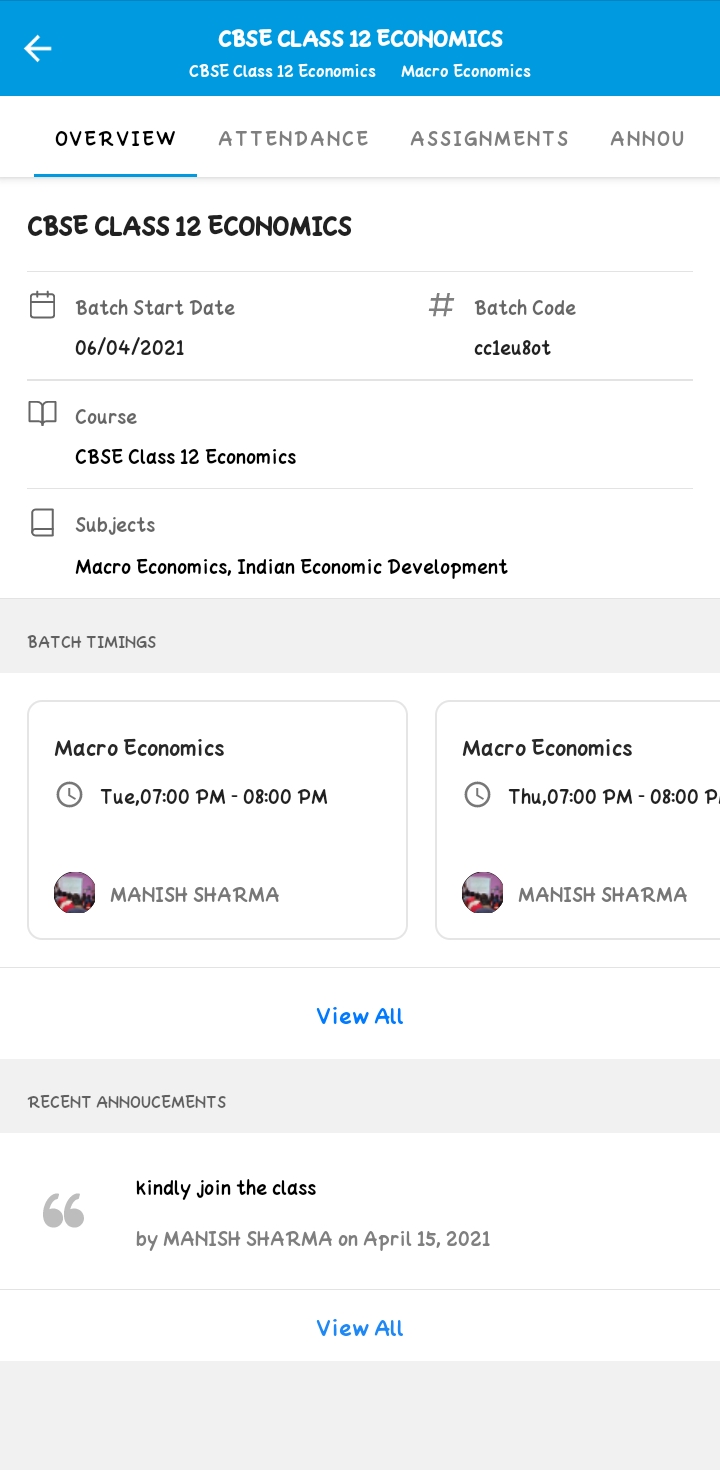 CBSE CLASS 12 ECONOMICS
CBSE Class 12 Economics Macro Economics
OVERVIEW ATTENDANCE ASSIGNMENTS ANNOU
CBSE CLASS 12 ECONOMICS
Batch Start Date # Batch Code
06/04/2021 cc1eu8ot
Course
CBSE Class 12 Economics
Subjects
Macro Economics, Indian Economic Development
BATCH TIMINGS
Macro Economics Macro Economics
Tue,07:00 PM - 08:00 PM Thu,07:00 PM - 08:00 P
MANISH SHARMA MANISH SHARMA
View All
RECENT ANNOUCEMENTS
kindly join the class
by MANISH SHARMA on April 15, 2021
View All